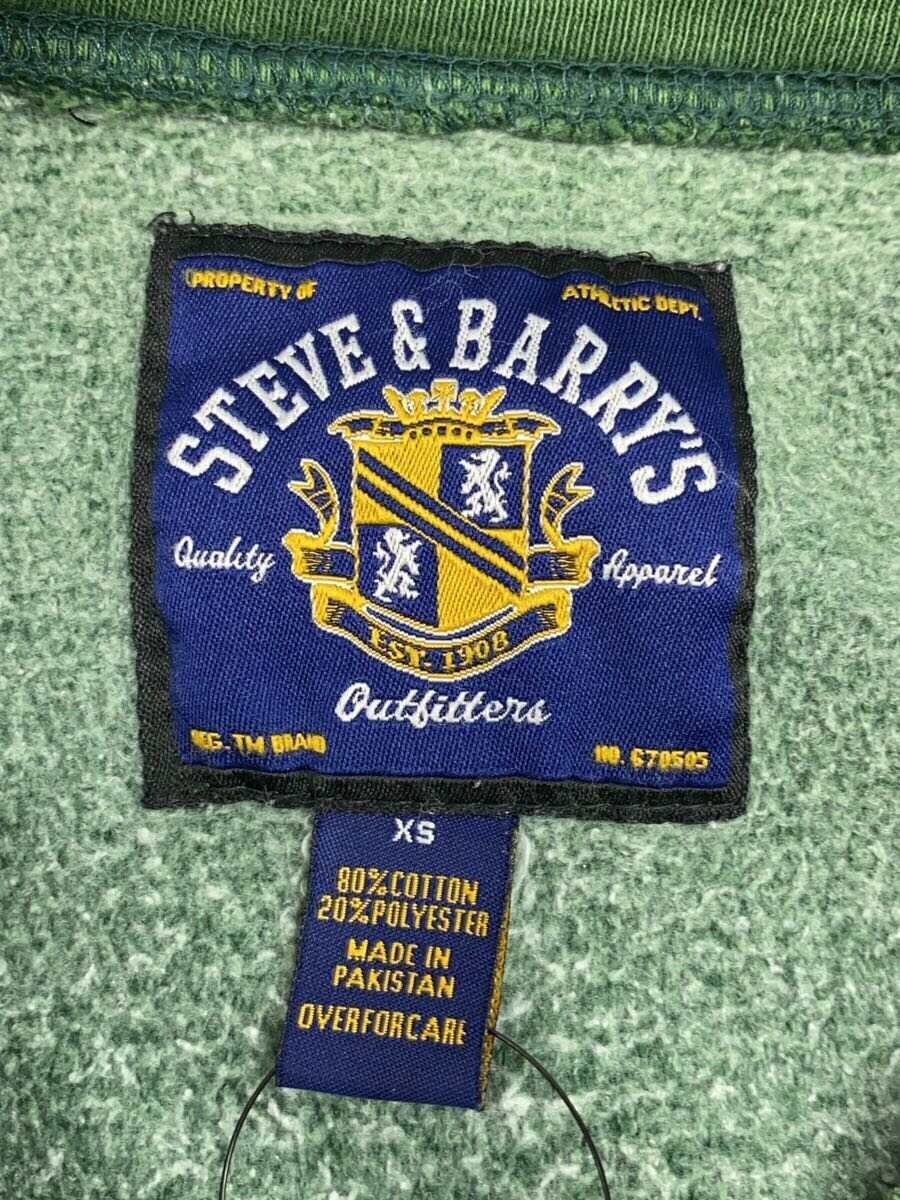 PROPERTY OF
ATHLETIC DEPT.
STEVE & BARRY'S
Quality
Apparel
EST. 1908
Outfitters
REG. TM BRAND
NO. 670505
XS
80%COTTON
20%POLYESTER
MADE IN
PAKISTAN
OVERFORCARE